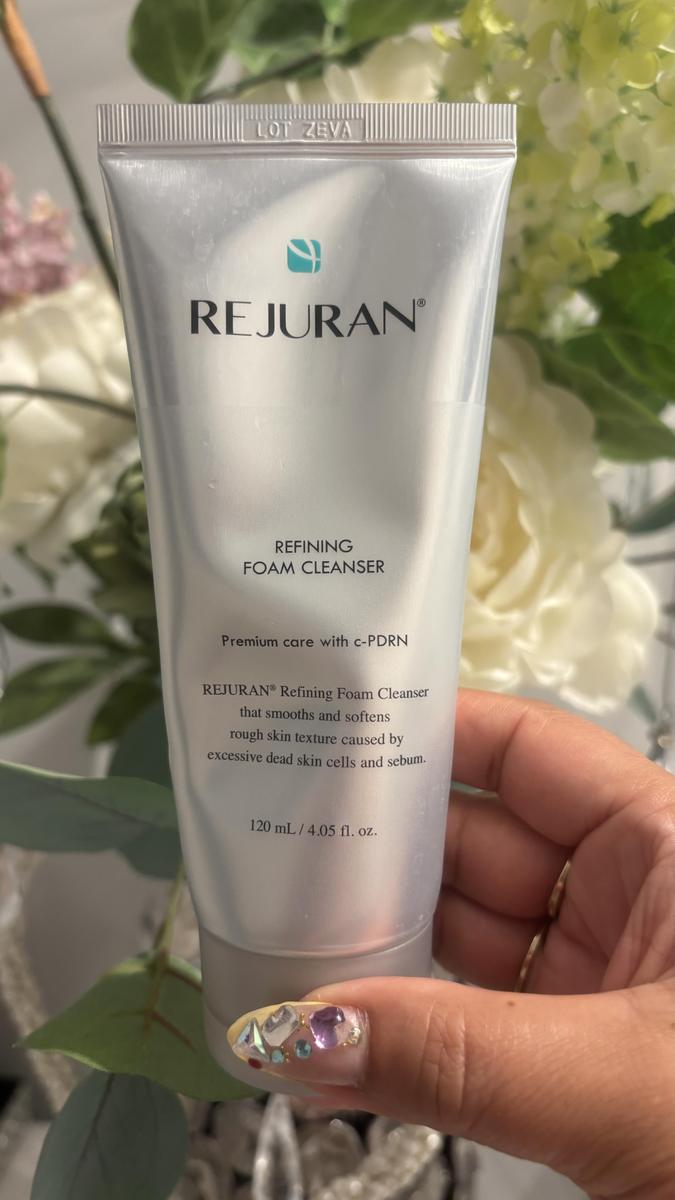 LOT ZEVA
REJURAN®
REFINING
FOAM CLEANSER
Premium care with c-PDRN
REJURAN® Refining Foam Cleanser
that smooths and softens
rough skin texture caused by
excessive dead skin cells and sebum.
120 mL / 4.05 fl. oz.